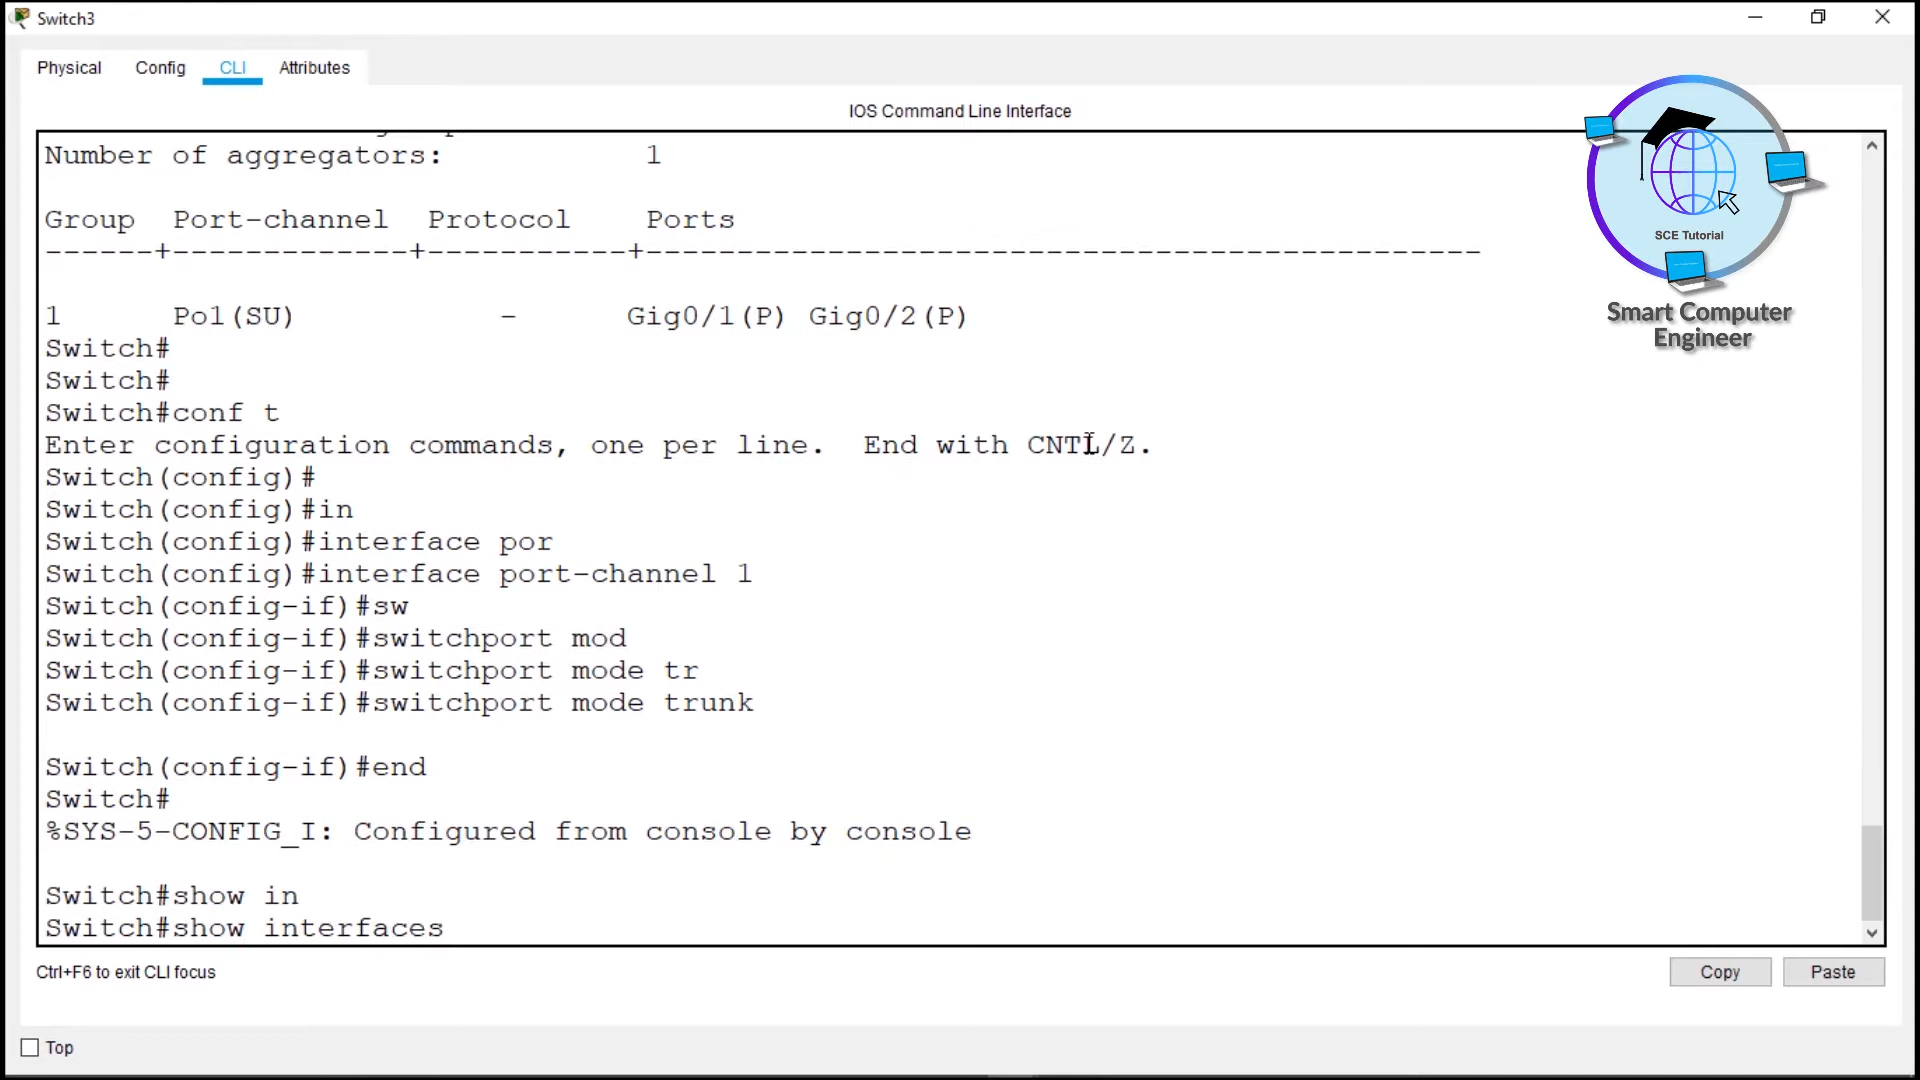 Switch3
Physical Config CLI Attributes
IOS Command Line Interface
Number of aggregators: 1
Group Port-channel Protocol Ports
------+-------------+-----------+----------------------------------------------
1 Po1(SU) - Gig0/1(P) Gig0/2(P)
Switch#
Switch#
Switch#conf t
Enter configuration commands, one per line. End with CNTL/Z.
Switch(config)#
Switch(config)#in
Switch(config)#interface por
Switch(config)#interface port-channel 1
Switch(config-if)#sw
Switch(config-if)#switchport mod
Switch(config-if)#switchport mode tr
Switch(config-if)#switchport mode trunk
Switch(config-if)#end
Switch#
%SYS-5-CONFIG_I: Configured from console by console
Switch#show in
Switch#show interfaces
Ctrl+F6 to exit CLI focus
Copy Paste
Top
SCE Tutorial
Smart Computer
Engineer